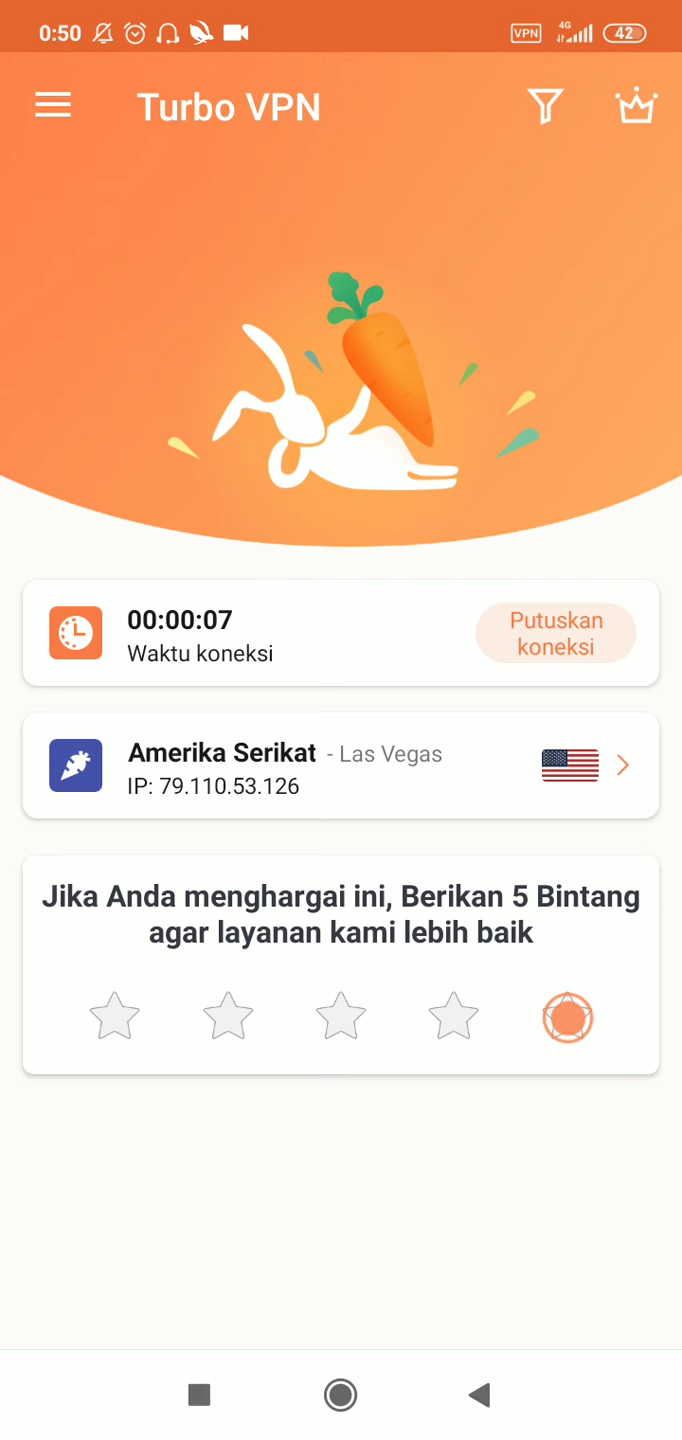 0:50 VPN 4G 42
Turbo VPN
00:00:07
Waktu koneksi
Putuskan
koneksi
Amerika Serikat - Las Vegas
IP: 79.110.53.126
Jika Anda menghargai ini, Berikan 5 Bintang
agar layanan kami lebih baik